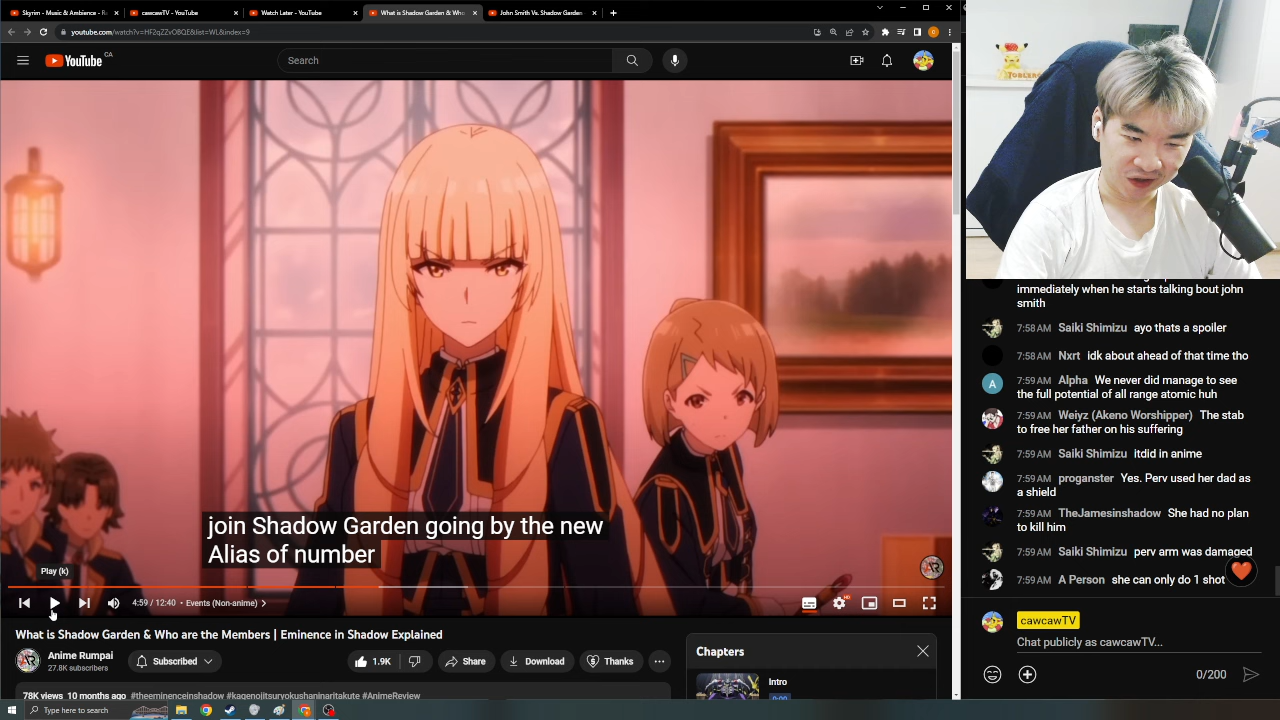 Skyrim - Music & Ambience - R
cawcawTV - YouTube
Watch Later - YouTube
What is Shadow Garden & Who
John Smith Vs. Shadow Garden
youtube.com/watch?v=HF2qZZvOBQE&list=WL&index=9
YouTube CA
Search
join Shadow Garden going by the new
Alias of number
Play (k)
4:59 / 12:40 • Events (Non-anime)
HD
What is Shadow Garden & Who are the Members | Eminence in Shadow Explained
Anime Rumpai
27.8K subscribers
Subscribed
1.9K
Share
Download
Thanks
78K views 10 months ago #theeminenceinshadow #kagenojitsuryokushaninaritakute #AnimeReview
Chapters
Intro
0:00
immediately when he starts talking bout john
smith
7:58 AM Saiki Shimizu ayo thats a spoiler
7:58 AM Nxrt idk about ahead of that time tho
A 7:59 AM Alpha We never did manage to see
the full potential of all range atomic huh
7:59 AM Weiyz (Akeno Worshipper) The stab
to free her father on his suffering
7:59 AM Saiki Shimizu itdid in anime
7:59 AM proganster Yes. Perv used her dad as
a shield
7:59 AM TheJamesinshadow She had no plan
to kill him
7:59 AM Saiki Shimizu perv arm was damaged
7:59 AM A Person she can only do 1 shot
cawcawTV
Chat publicly as cawcawTV...
0/200
Type here to search